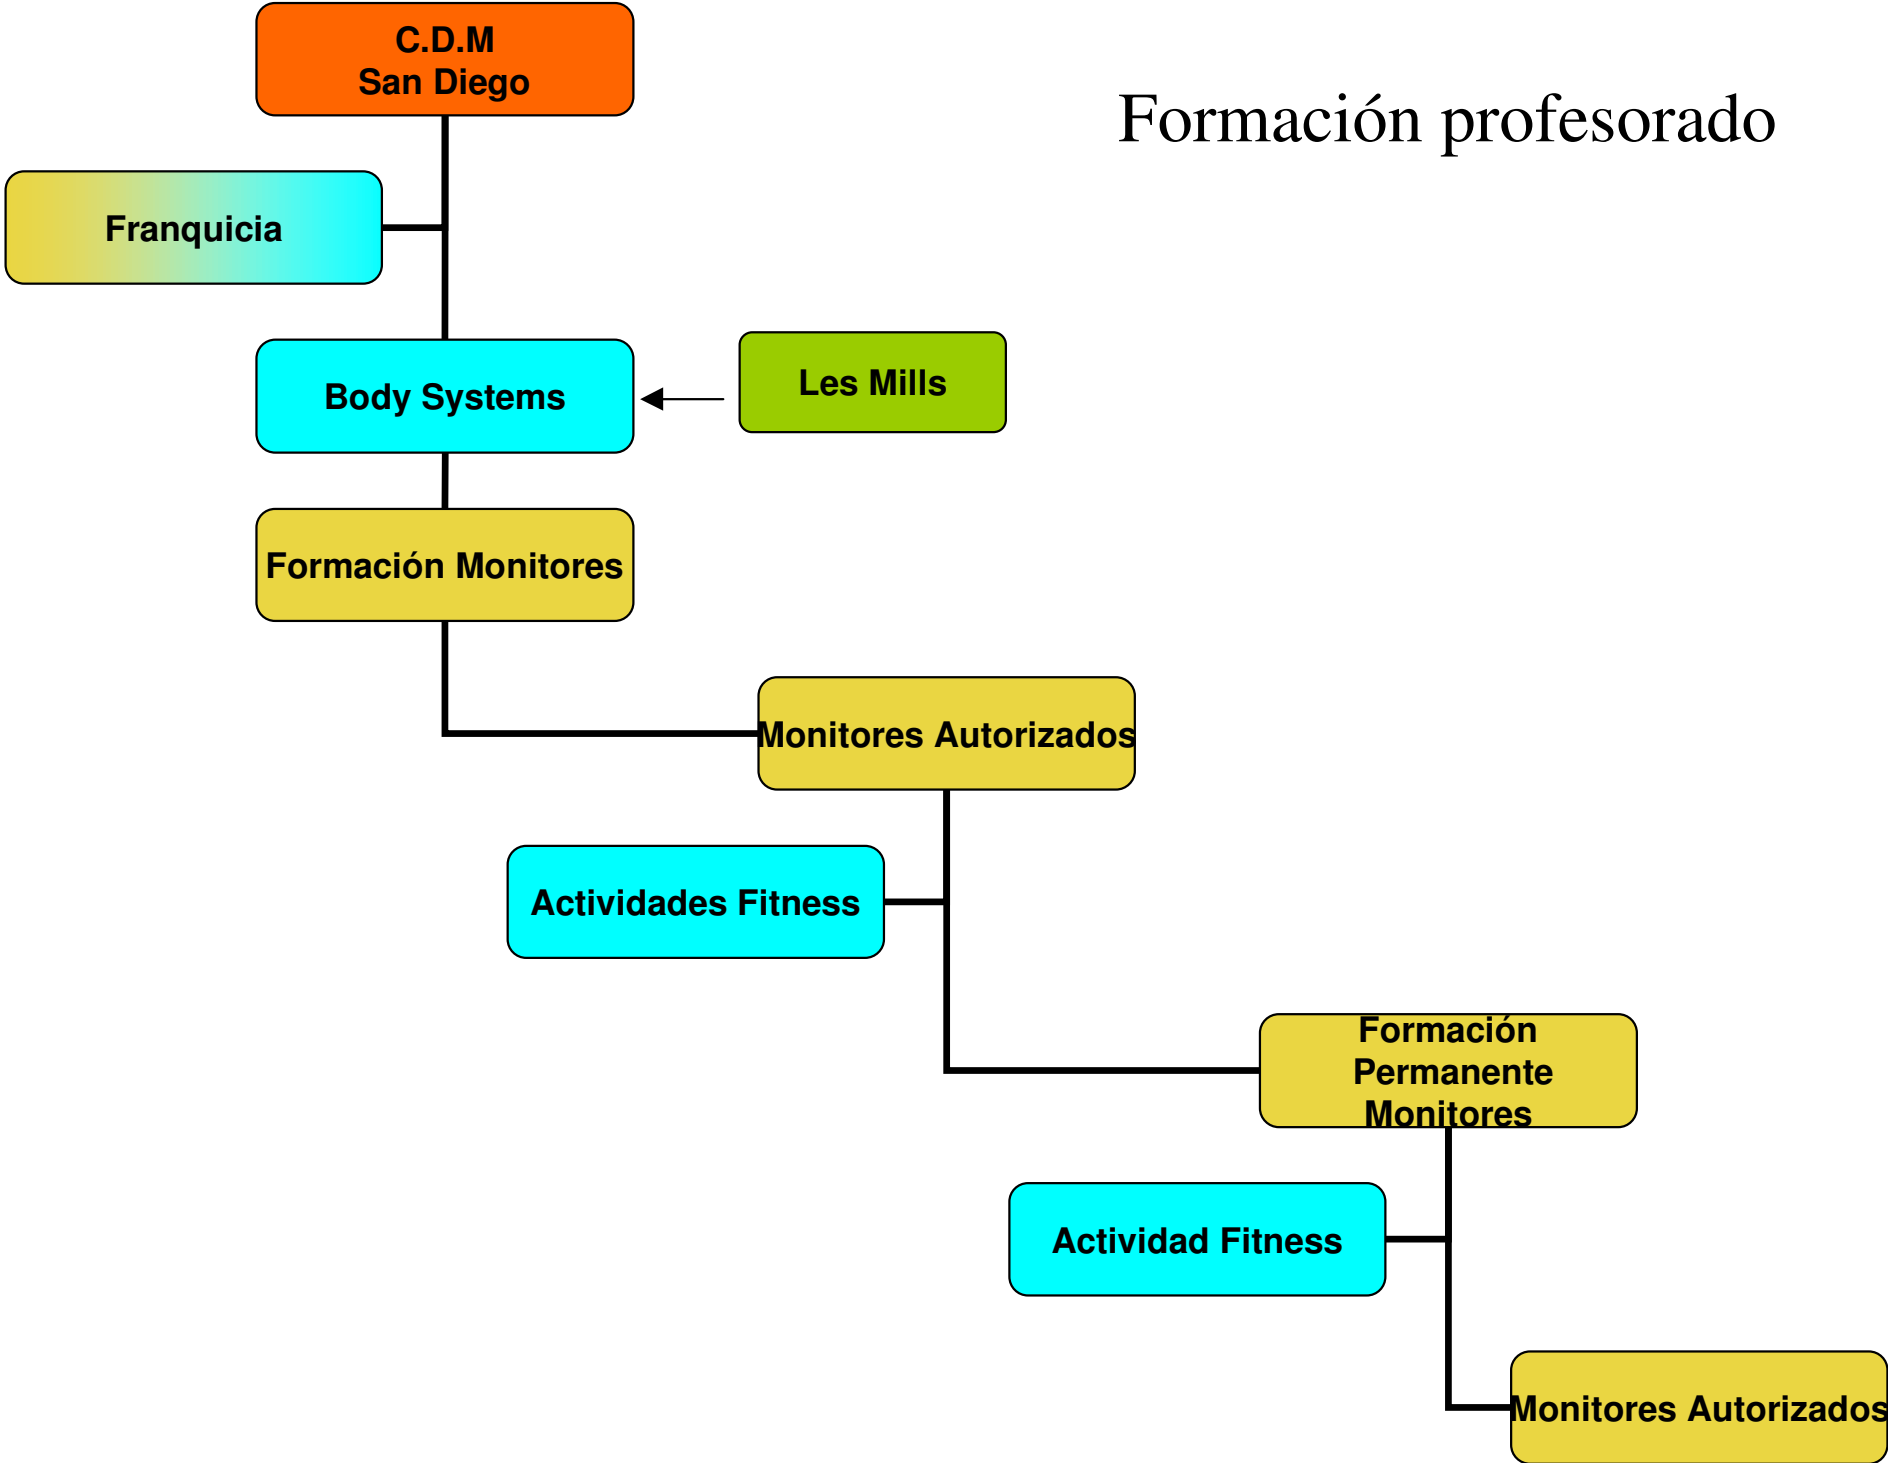 C.D.M
San Diego
Formación profesorado
Franquicia
Body Systems
Les Mills
Formación Monitores
Monitores Autorizados
Actividades Fitness
Formación
Permanente
Monitores
Actividad Fitness
Monitores Autorizados